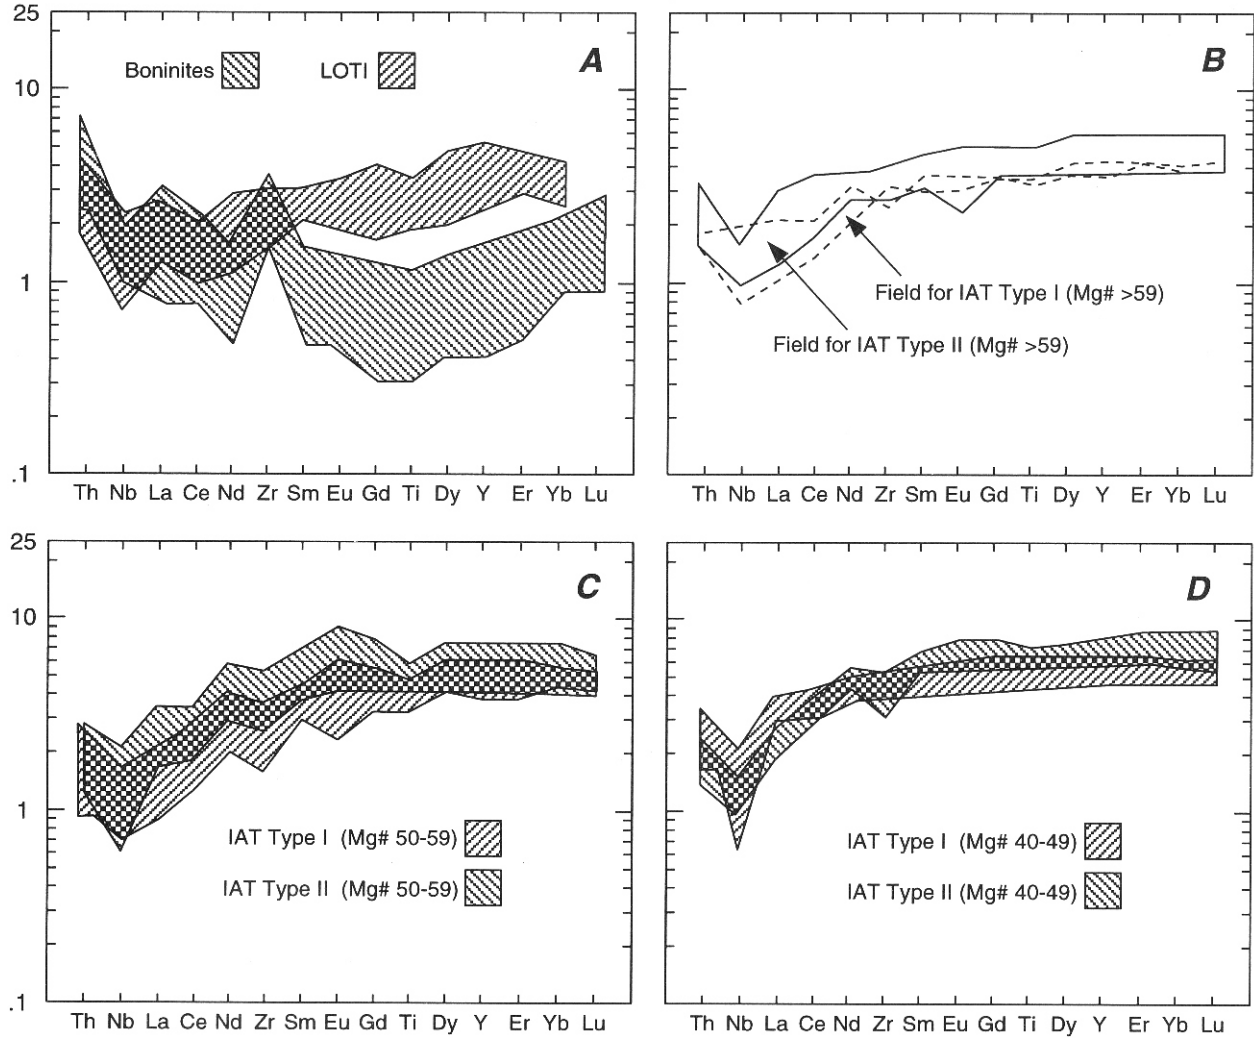 25
10
1
.1
Boninites
LOTI
A
Th Nb La Ce Nd Zr Sm Eu Gd Ti Dy Y Er Yb Lu
B
Field for IAT Type I (Mg# >59)
Field for IAT Type II (Mg# >59)
Th Nb La Ce Nd Zr Sm Eu Gd Ti Dy Y Er Yb Lu
25
10
1
.1
C
IAT Type I (Mg# 50-59)
IAT Type II (Mg# 50-59)
Th Nb La Ce Nd Zr Sm Eu Gd Ti Dy Y Er Yb Lu
D
IAT Type I (Mg# 40-49)
IAT Type II (Mg# 40-49)
Th Nb La Ce Nd Zr Sm Eu Gd Ti Dy Y Er Yb Lu